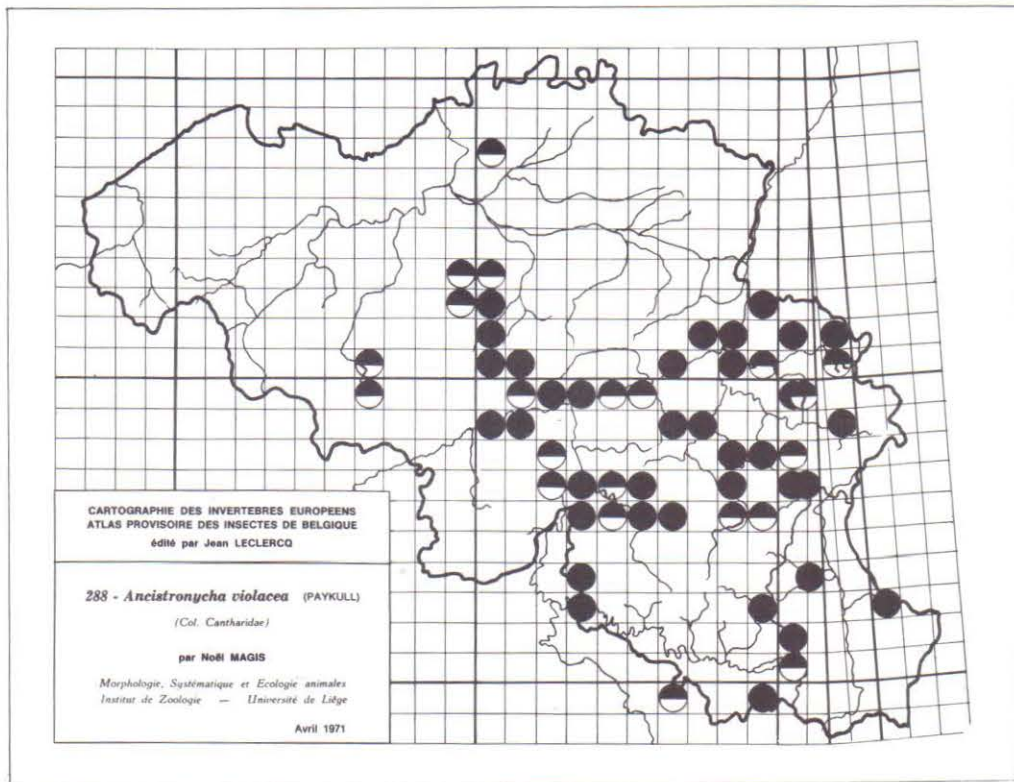 CARTOGRAPHIE DES INVERTEBRES EUROPEENS
ATLAS PROVISOIRE DES INSECTES DE BELGIQUE
édité par Jean LECLERCQ
288 - Ancistronycha violacea (PAYKULL)
(Col. Cantharidae)
par Noël MAGIS
Morphologie, Systématique et Ecologie animales
Institut de Zoologie — Université de Liège
Avril 1971